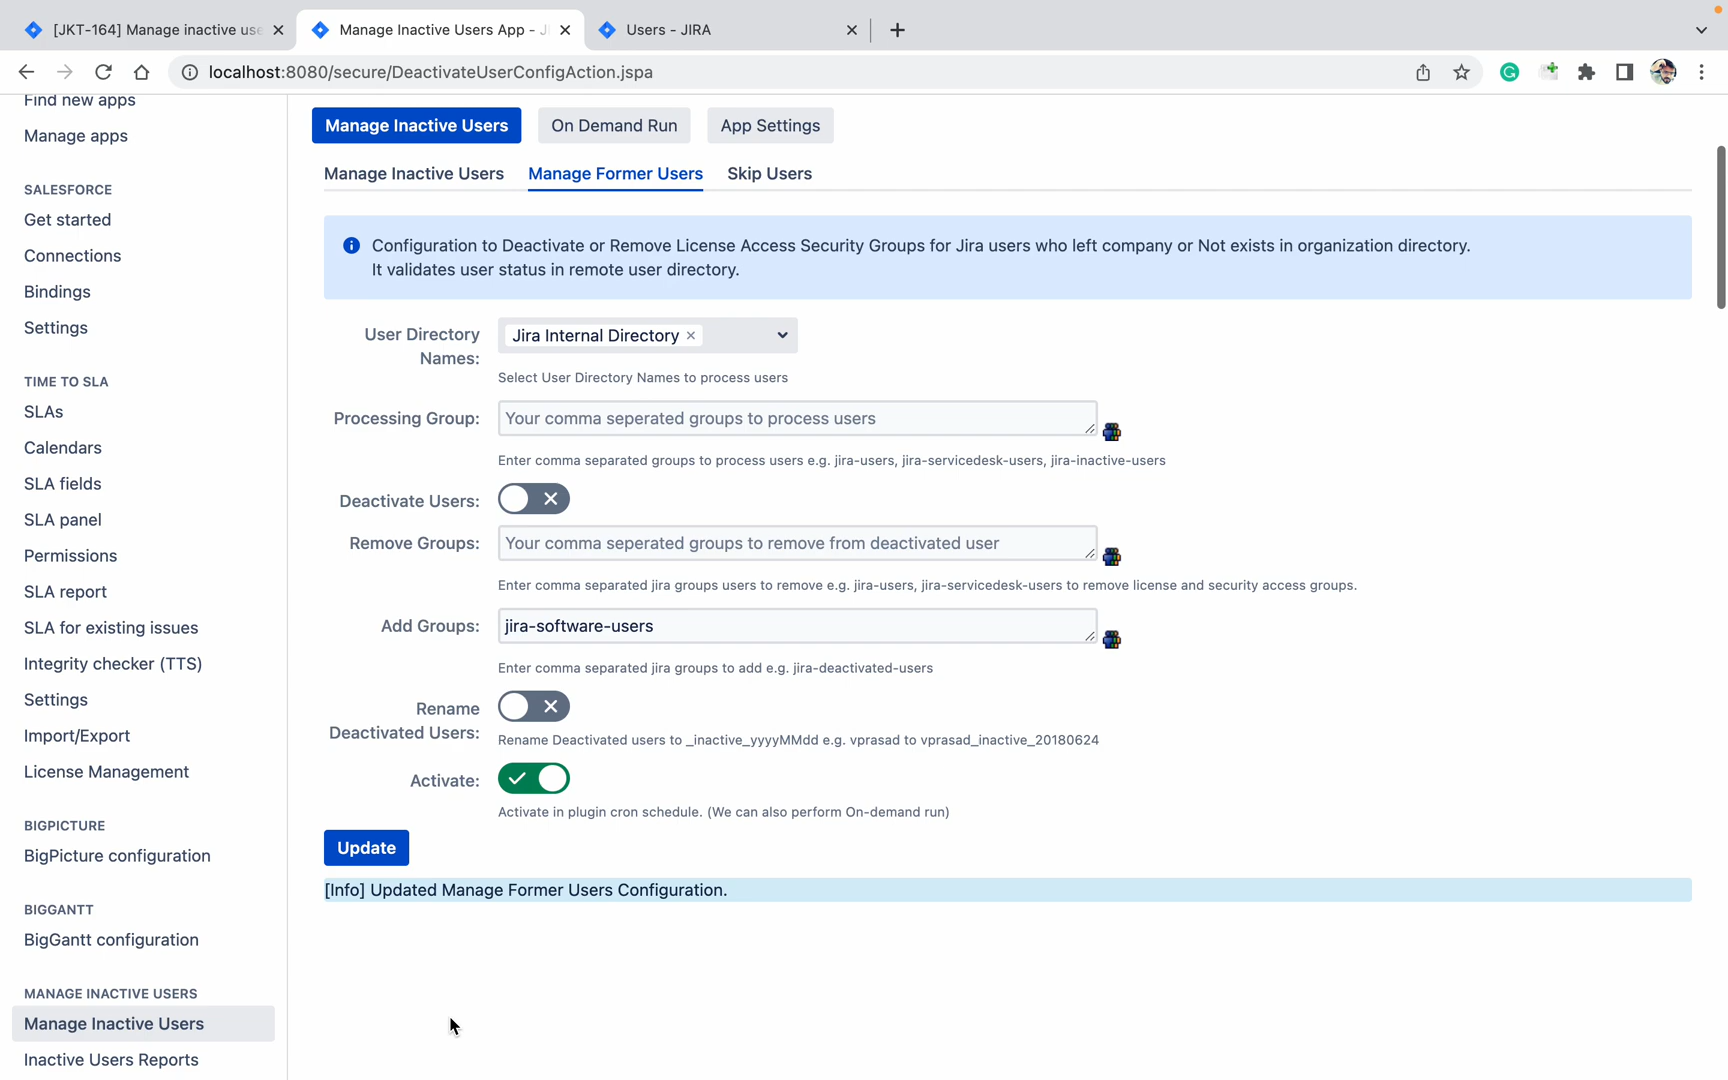 [JKT-164] Manage inactive use
Manage Inactive Users App - JI
Users - JIRA
localhost:8080/secure/DeactivateUserConfigAction.jspa
Find new apps
Manage apps
SALESFORCE
Get started
Connections
Bindings
Settings
TIME TO SLA
SLAs
Calendars
SLA fields
SLA panel
Permissions
SLA report
SLA for existing issues
Integrity checker (TTS)
Settings
Import/Export
License Management
BIGPICTURE
BigPicture configuration
BIGGANTT
BigGantt configuration
MANAGE INACTIVE USERS
Manage Inactive Users
Inactive Users Reports
Manage Inactive Users
On Demand Run
App Settings
Manage Inactive Users
Manage Former Users
Skip Users
Configuration to Deactivate or Remove License Access Security Groups for Jira users who left company or Not exists in organization directory.
It validates user status in remote user directory.
User Directory
Names:
Jira Internal Directory
Select User Directory Names to process users
Processing Group:
Your comma seperated groups to process users
Enter comma separated groups to process users e.g. jira-users, jira-servicedesk-users, jira-inactive-users
Deactivate Users:
Remove Groups:
Your comma seperated groups to remove from deactivated user
Enter comma separated jira groups users to remove e.g. jira-users, jira-servicedesk-users to remove license and security access groups.
Add Groups:
jira-software-users
Enter comma separated jira groups to add e.g. jira-deactivated-users
Rename
Deactivated Users:
Rename Deactivated users to _inactive_yyyyMMdd e.g. vprasad to vprasad_inactive_20180624
Activate:
Activate in plugin cron schedule. (We can also perform On-demand run)
Update
[Info] Updated Manage Former Users Configuration.